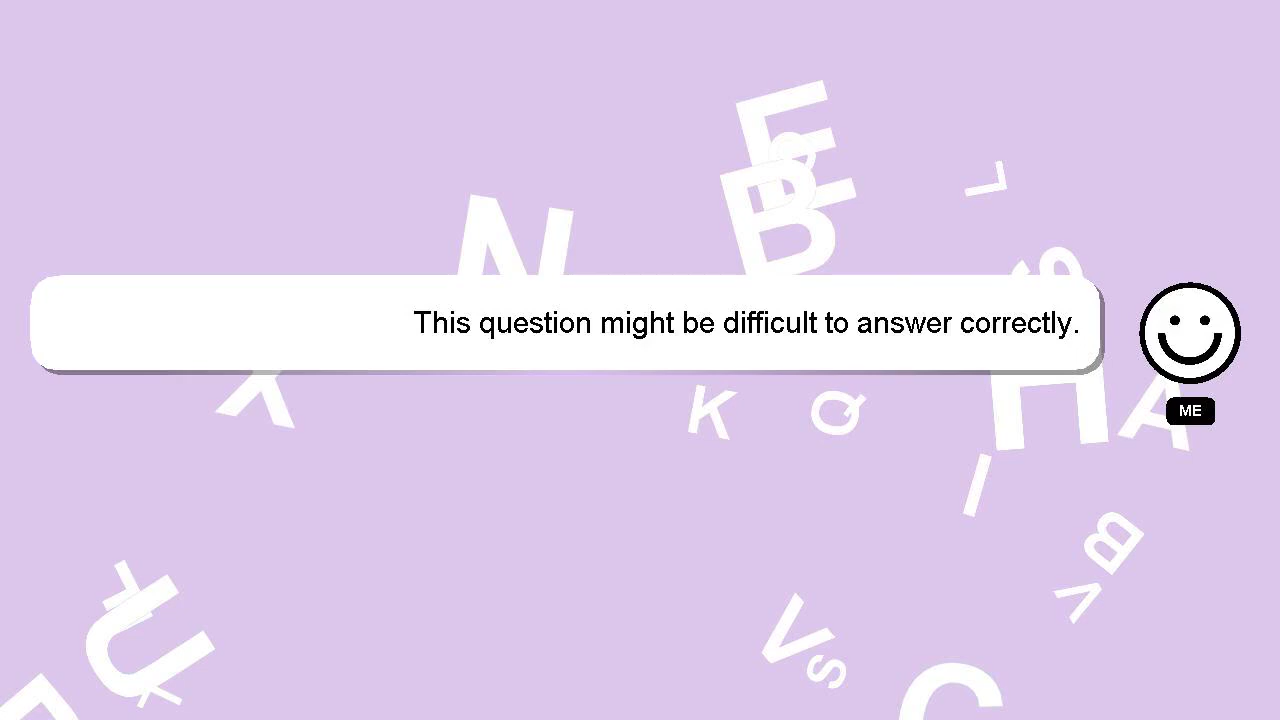 E
Q
B
L
N
S
This question might be difficult to answer correctly.
ME
X
K
Q
H
A
I
B
V
U
V
S
C